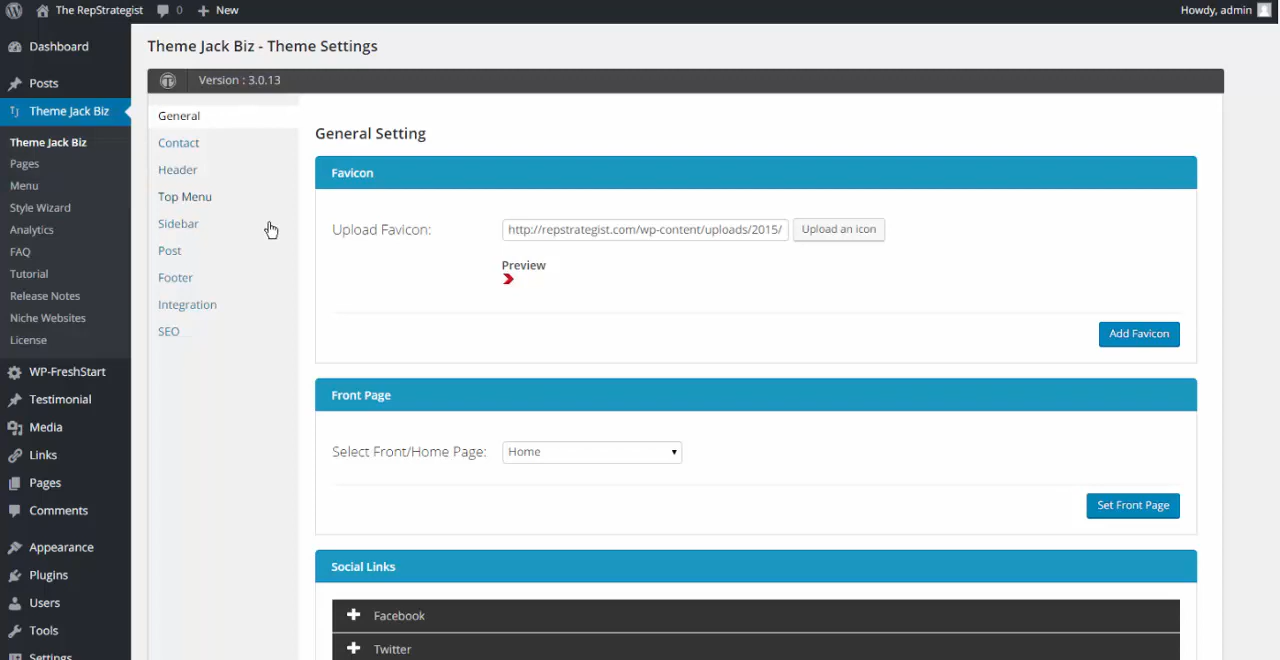 The RepStrategist 0 New Howdy, admin
Dashboard
Posts
Theme Jack Biz
Theme Jack Biz
Pages
Menu
Style Wizard
Analytics
FAQ
Tutorial
Release Notes
Niche Websites
License
WP-FreshStart
Testimonial
Media
Links
Pages
Comments
Appearance
Plugins
Users
Tools
Settings
Theme Jack Biz - Theme Settings
Version : 3.0.13
General
Contact
Header
Top Menu
Sidebar
Post
Footer
Integration
SEO
General Setting
Favicon
Upload Favicon: http://repstrategist.com/wp-content/uploads/2015/ Upload an icon
Preview
Add Favicon
Front Page
Select Front/Home Page: Home
Set Front Page
Social Links
Facebook
Twitter